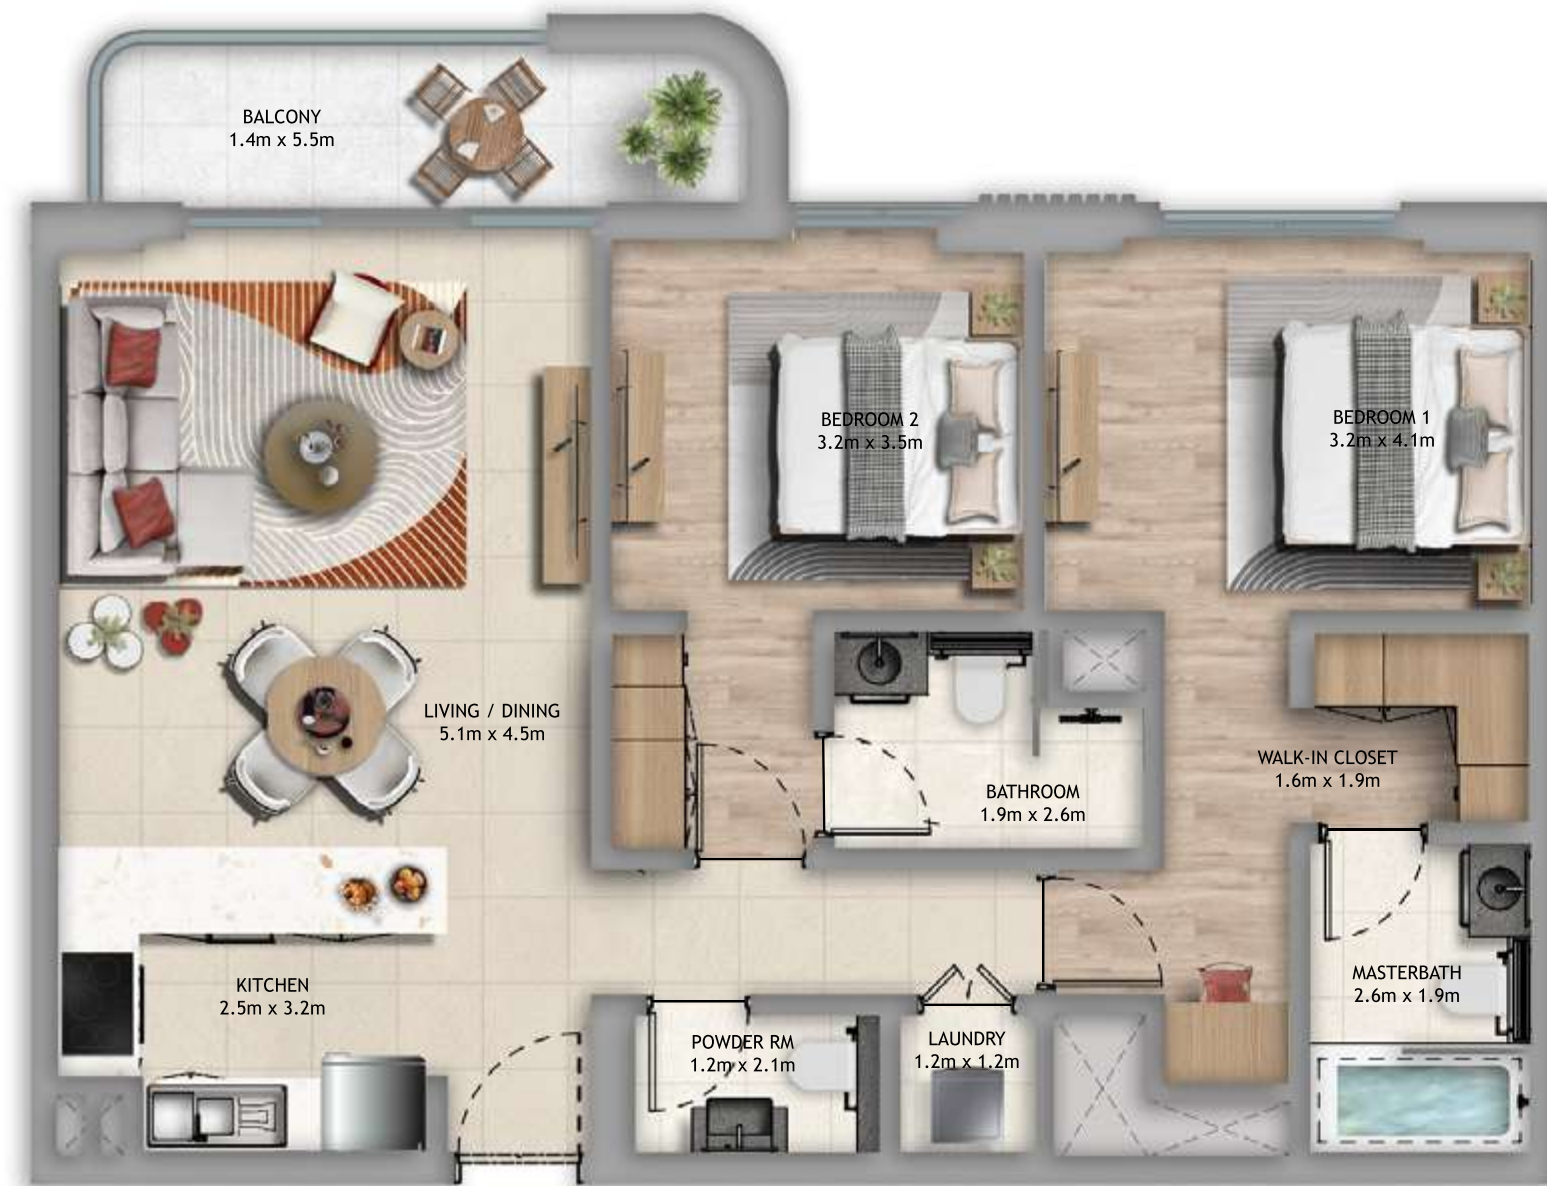 BALCONY
1.4m x 5.5m
BEDROOM 2
3.2m x 3.5m
BEDROOM 1
3.2m x 4.1m
LIVING / DINING
5.1m x 4.5m
WALK-IN CLOSET
1.6m x 1.9m
BATHROOM
1.9m x 2.6m
KITCHEN
2.5m x 3.2m
MASTERBATH
2.6m x 1.9m
POWDER RM
1.2m x 2.1m
LAUNDRY
1.2m x 1.2m